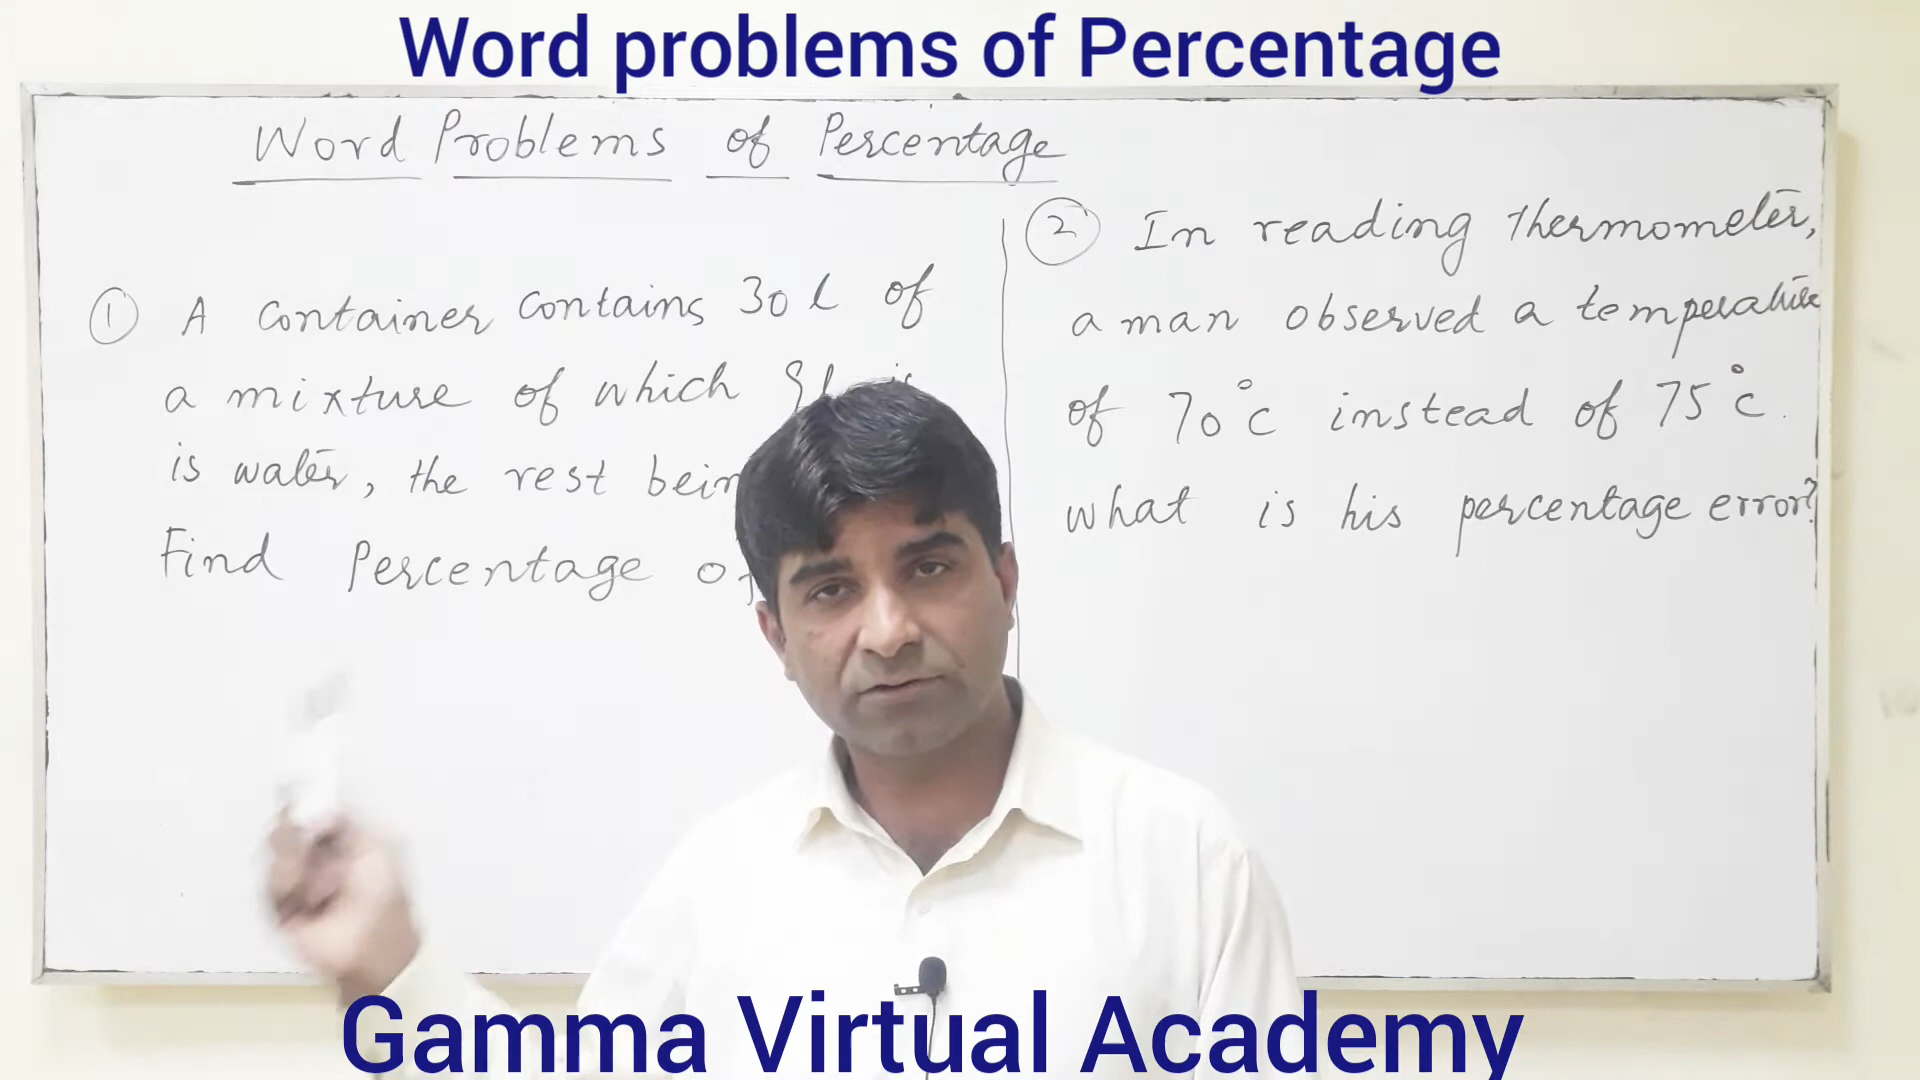 Word problems of Percentage
Word Problems of Percentage
① A container contains 30 l of
a mixture of which
is water, the rest
Find Percentage
② In reading thermometer,
a man observed a temperature
of 70°C instead of 75°C.
what is his percentage error?
Gamma Virtual Academy